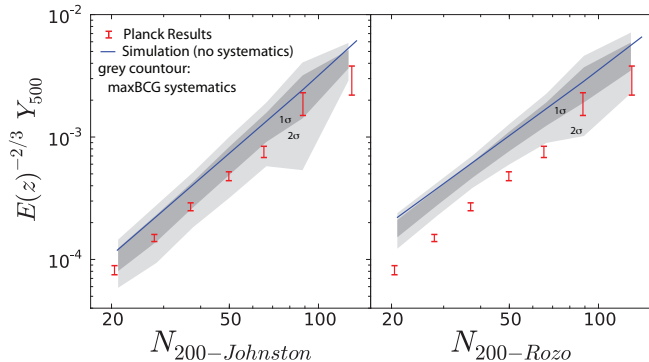 10⁻²
10⁻³
10⁻⁴
E(z)^{-2/3} Y_{500}
Planck Results
Simulation (no systematics)
grey countour:
maxBCG systematics
1σ
2σ
1σ
2σ
20 50 100
20 50 100
N_{200-Johnston}
N_{200-Rozo}